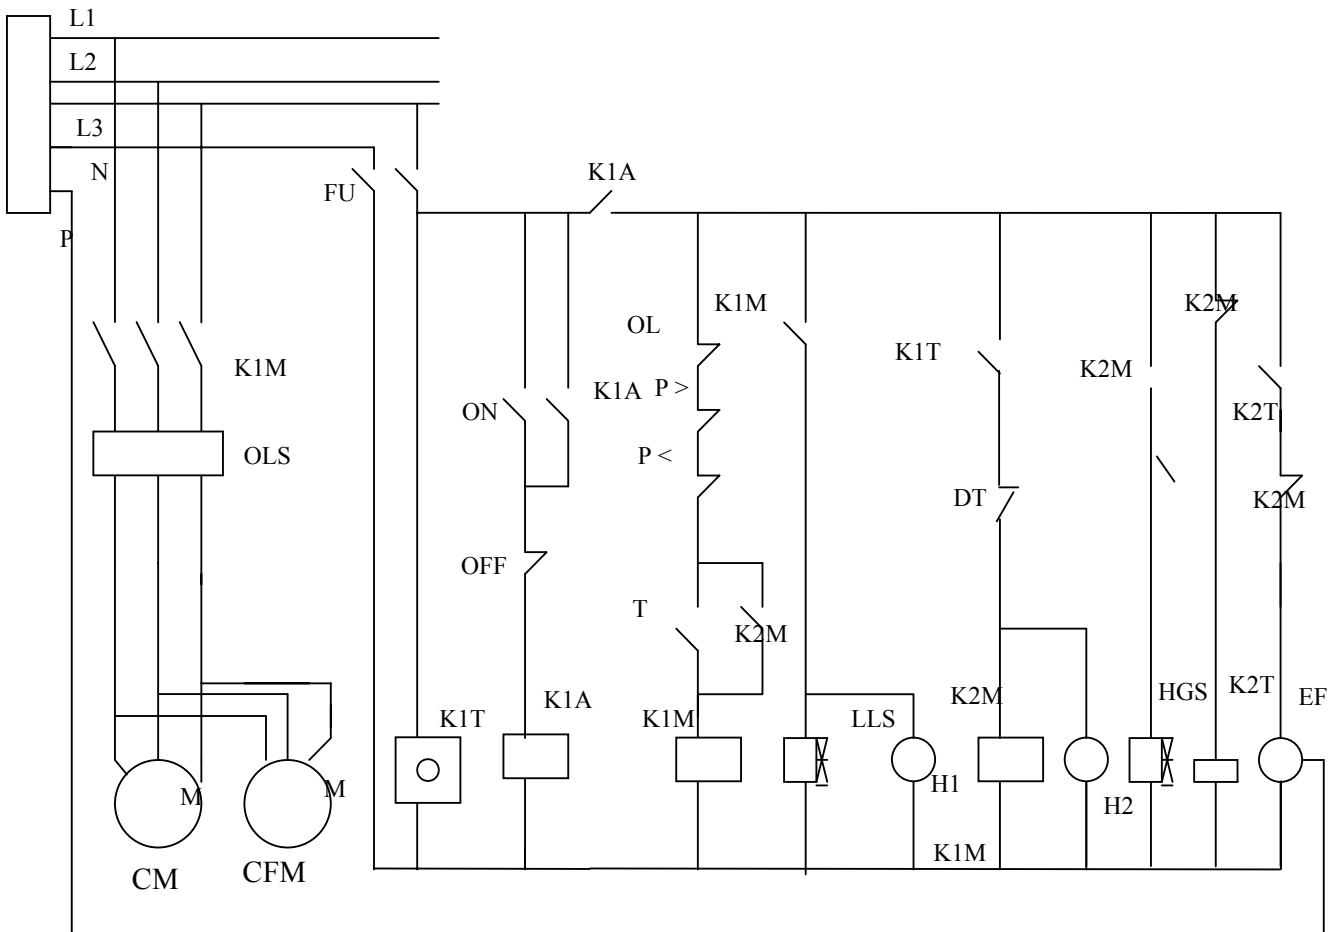 L1
L2
L3
N
P
FU
K1A
K1M
OL
K1M
K2M
K1T
K2M
ON
K1A
P >
K2T
OLS
P <
DT
K2M
OFF
T
K2M
K1T
K1A
K1M
LLS
K2M
HGS
K2T
EF
M
M
H1
H2
CM
CFM
K1M